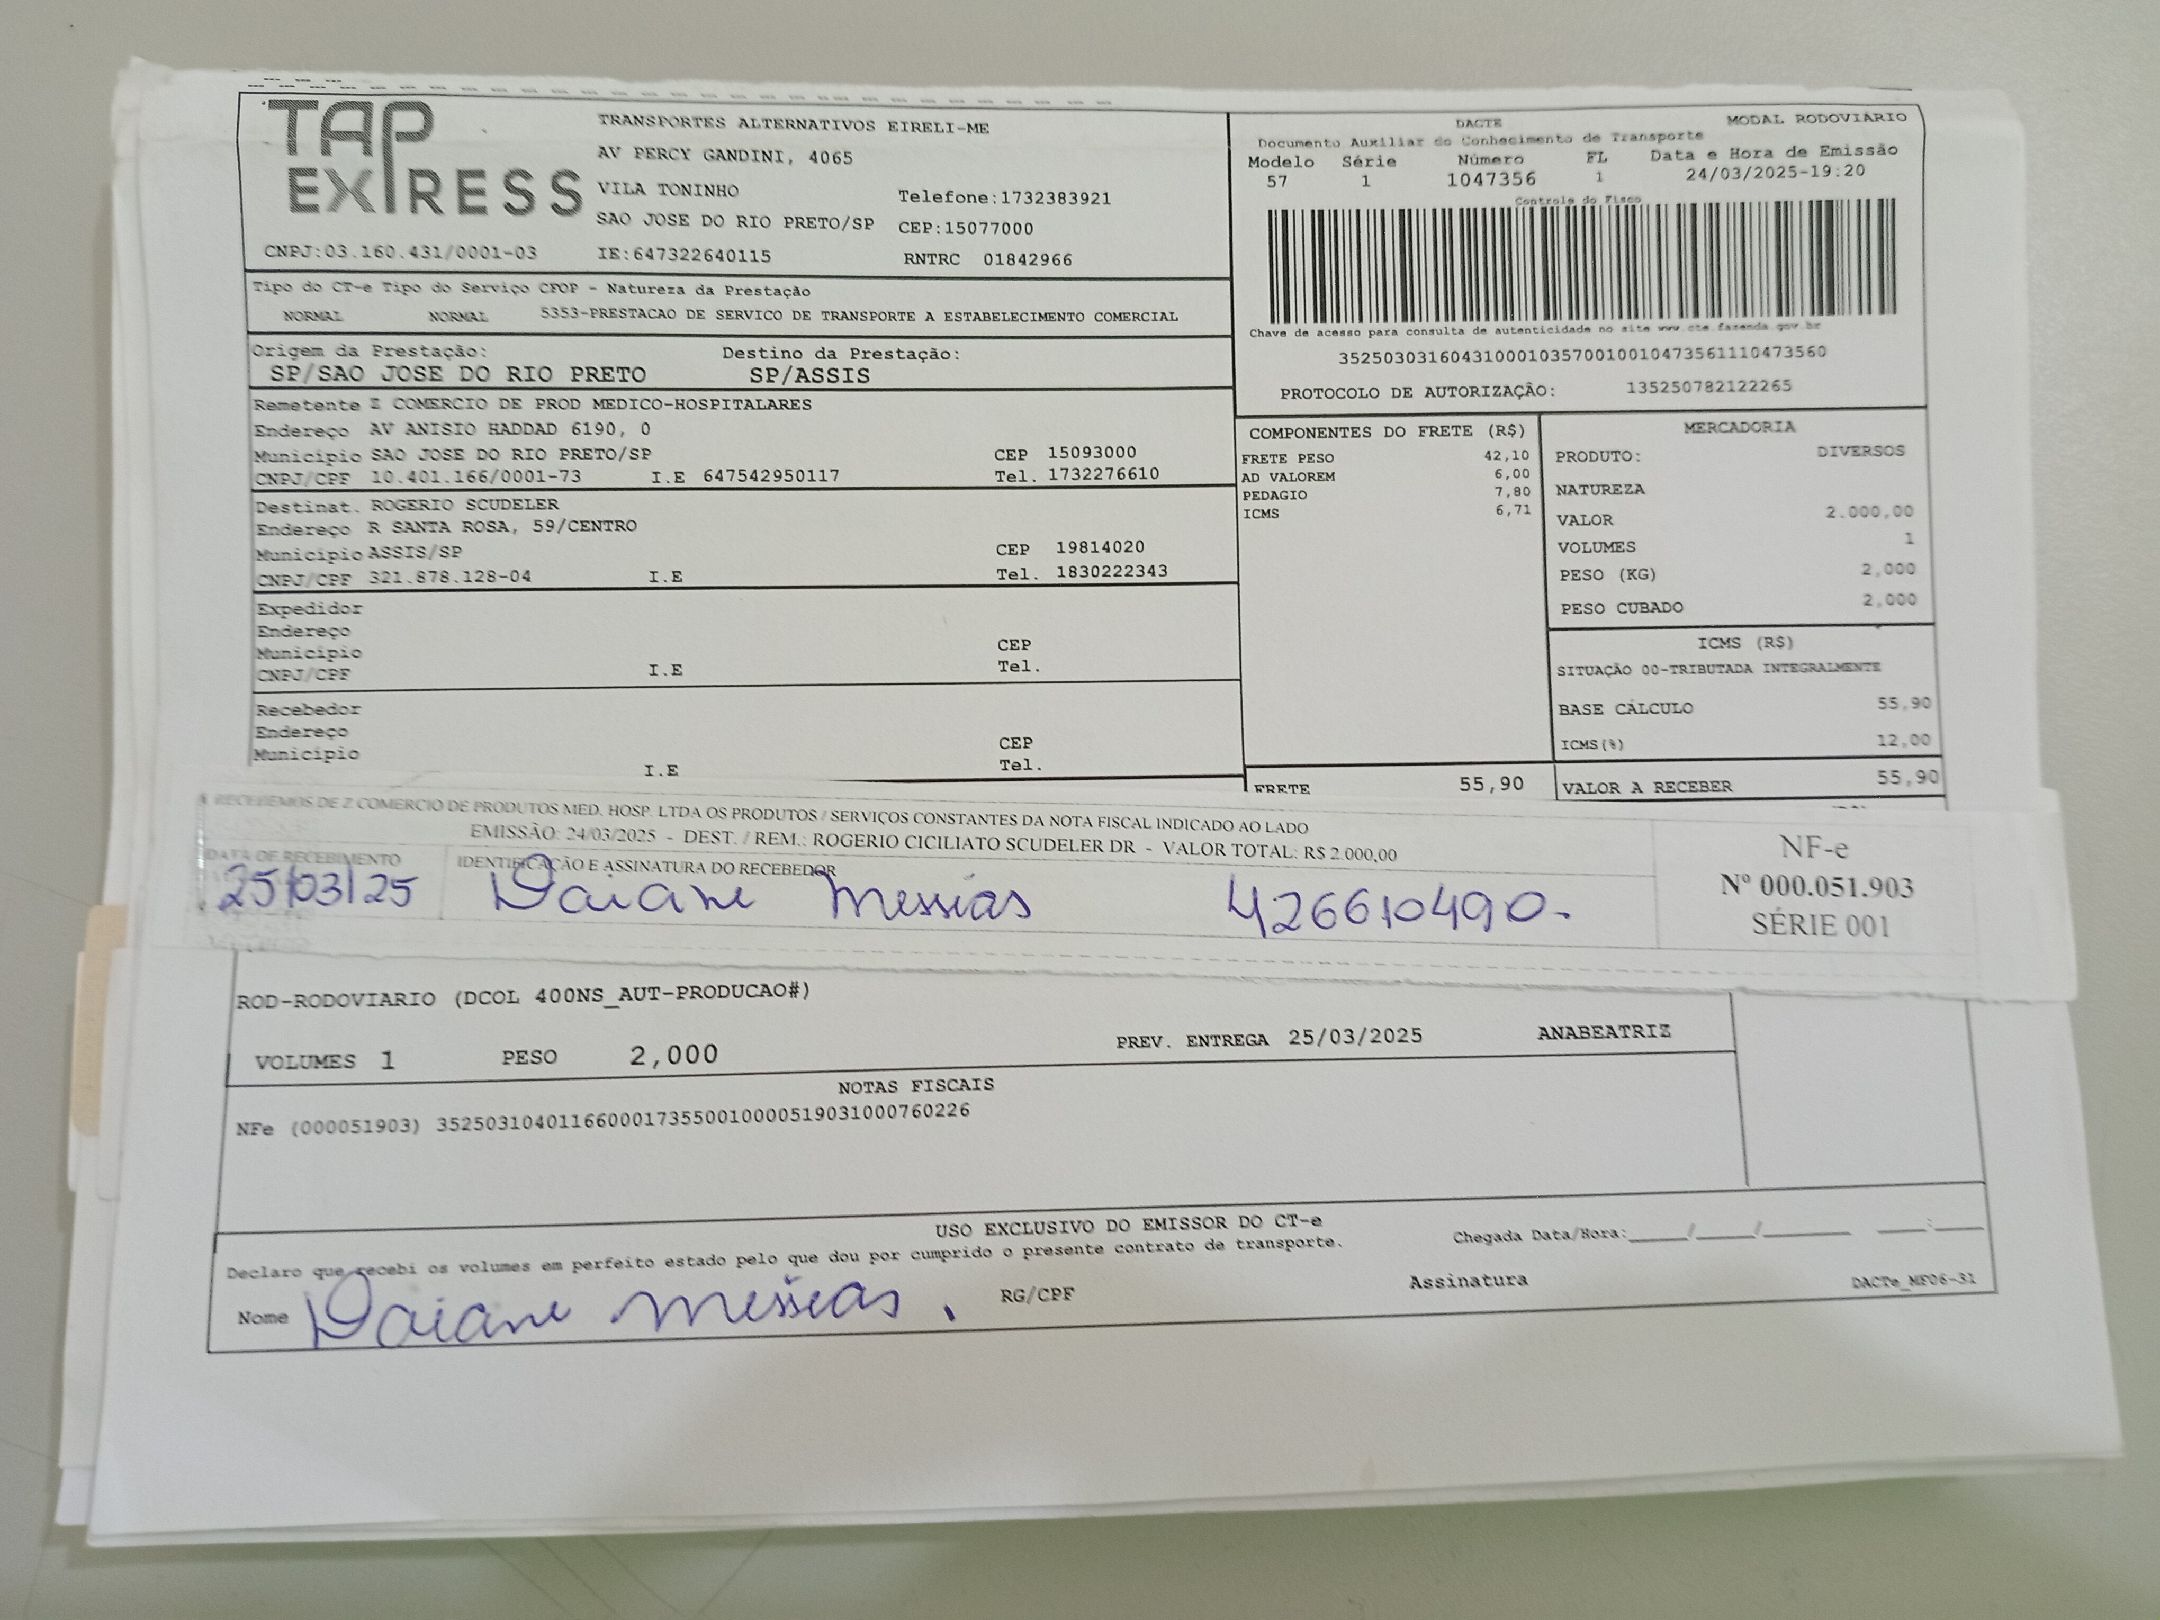 TAP EXPRESS
TRANSPORTES ALTERNATIVOS EIRELI-ME
AV PERCY GANDINI, 4065
VILA TONINHO Telefone:1732383921
SAO JOSE DO RIO PRETO/SP CEP:15077000
CNPJ:03.160.431/0001-03 IE:647322640115 RNTRC 01842966
Tipo do CT-e Tipo do Serviço CFOP - Natureza da Prestação
NORMAL NORMAL 5353-PRESTACAO DE SERVICO DE TRANSPORTE A ESTABELECIMENTO COMERCIAL
Origem da Prestação: Destino da Prestação:
SP/SAO JOSE DO RIO PRETO SP/ASSIS
Remetente Z COMERCIO DE PROD MEDICO-HOSPITALARES
Endereço AV ANISIO HADDAD 6190, 0
Município SAO JOSE DO RIO PRETO/SP CEP 15093000
CNPJ/CPF 10.401.166/0001-73 I.E 647542950117 Tel. 1732276610
Destinat. ROGERIO SCUDELER
Endereço R SANTA ROSA, 59/CENTRO
Município ASSIS/SP CEP 19814020
CNPJ/CPF 321.878.128-04 I.E Tel. 1830222343
Expedidor
Endereço
Município CEP
CNPJ/CPF I.E Tel.
Recebedor
Endereço
Município CEP
I.E Tel.
DACTE MODAL RODOVIÁRIO
Documento Auxiliar do Conhecimento de Transporte
Modelo Série Número FL Data e Hora de Emissão
57 1 1047356 1 24/03/2025-19:20
Controle do Fisco
Chave de acesso para consulta de autenticidade no site www.cte.fazenda.gov.br
35250303160431000103570010010473561110473560
PROTOCOLO DE AUTORIZAÇÃO: 135250782122265
COMPONENTES DO FRETE (R$)
FRETE PESO 42,10
AD VALOREM 6,00
PEDAGIO 7,80
ICMS 6,71
FRETE 55,90
MERCADORIA
PRODUTO: DIVERSOS
NATUREZA
VALOR 2.000,00
VOLUMES 1
PESO (KG) 2,000
PESO CUBADO 2,000
ICMS (R$)
SITUAÇÃO 00-TRIBUTADA INTEGRALMENTE
BASE CÁLCULO 55,90
ICMS(%) 12,00
VALOR A RECEBER 55,90
RECEBEMOS DE Z COMERCIO DE PRODUTOS MED. HOSP. LTDA OS PRODUTOS / SERVIÇOS CONSTANTES DA NOTA FISCAL INDICADO AO LADO
EMISSÃO: 24/03/2025 - DEST. / REM.: ROGERIO CICILIATO SCUDELER DR - VALOR TOTAL: R$ 2.000,00
DATA DE RECEBIMENTO IDENTIFICAÇÃO E ASSINATURA DO RECEBEDOR
25/03/25 Daiane Messias 426610490.
NF-e
Nº 000.051.903
SÉRIE 001
ROD-RODOVIARIO (DCOL 400NS_AUT-PRODUCAO#)
VOLUMES 1 PESO 2,000 PREV. ENTREGA 25/03/2025 ANABEATRIZ
NOTAS FISCAIS
NFe (000051903) 35250310401166000173550010000519031000760226
USO EXCLUSIVO DO EMISSOR DO CT-e
Declaro que recebi os volumes em perfeito estado pelo que dou por cumprido o presente contrato de transporte.
Chegada Data/Hora:_____/_____/_______ ____:____
Nome Daiane Messias. RG/CPF Assinatura DACTe_MF06-31